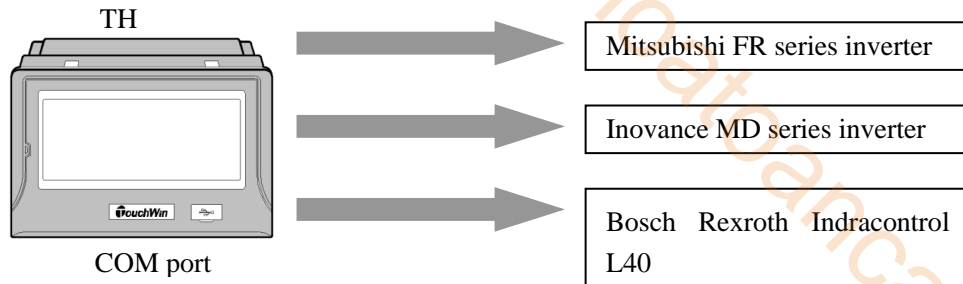 TH
Mitsubishi FR series inverter
Inovance MD series inverter
TouchWin
Bosch Rexroth Indracontrol
L40
COM port